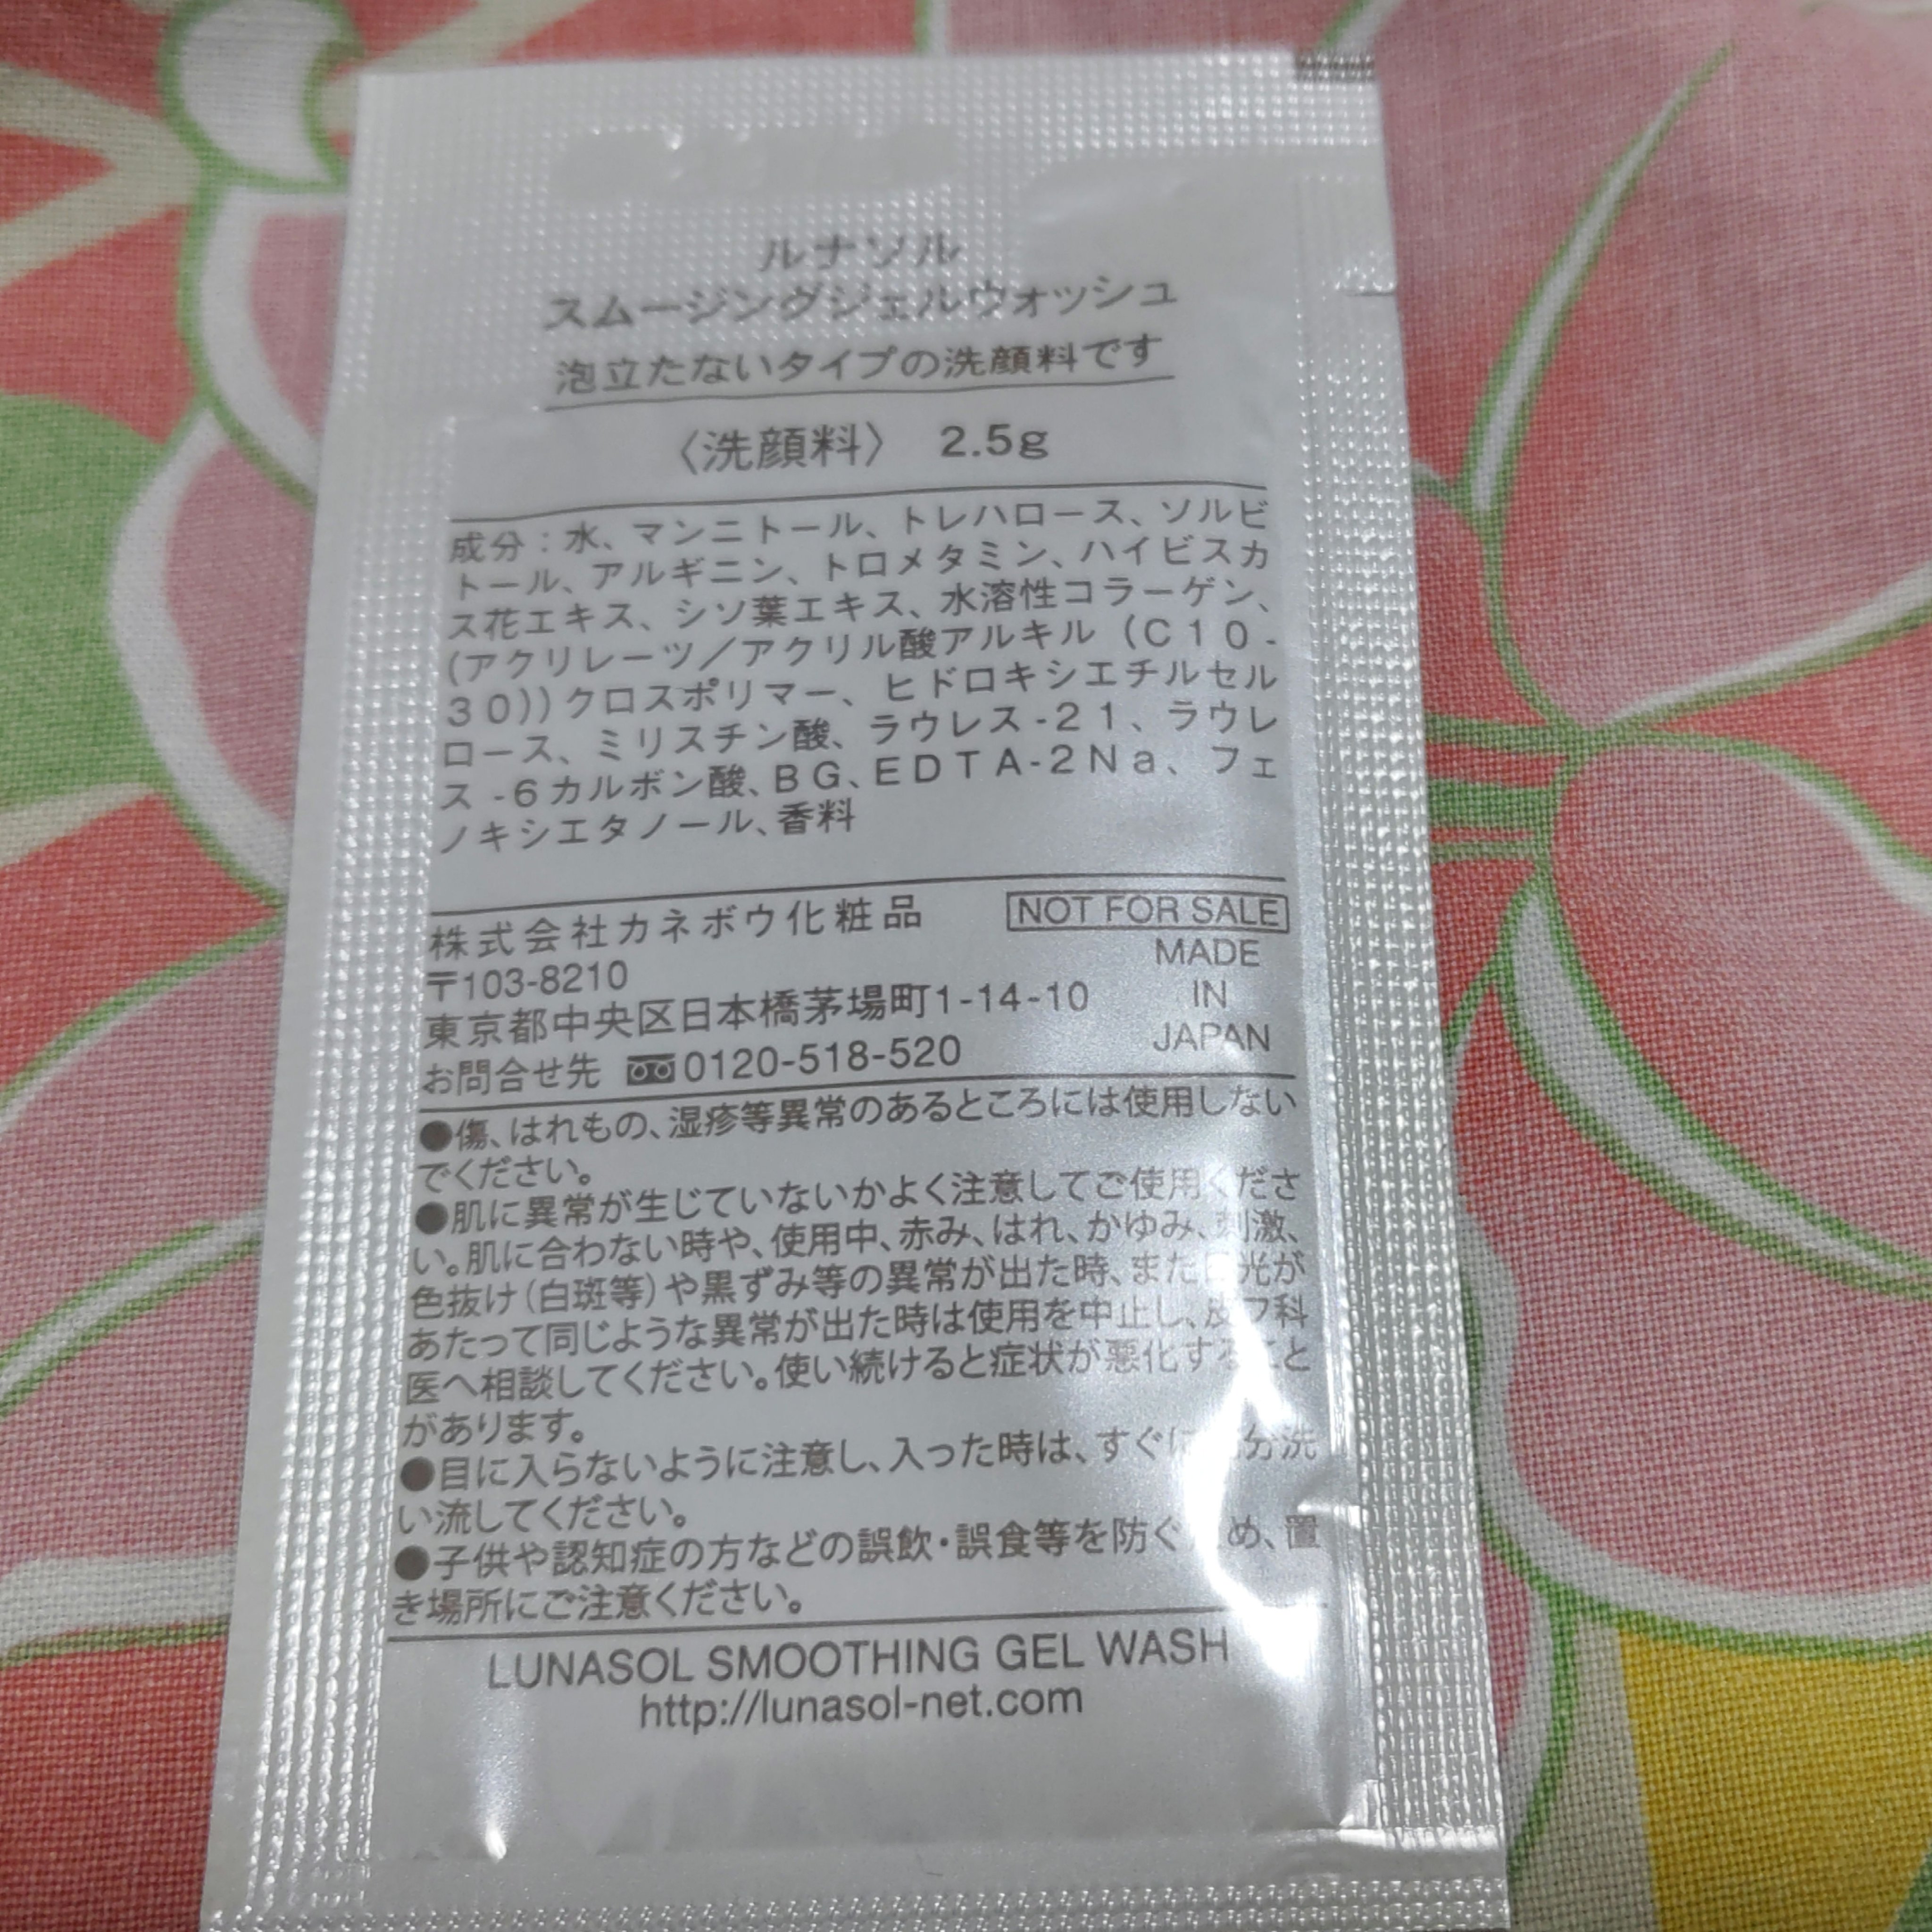 ルナソル
スムージングジェルウォッシュ
泡立たないタイプの洗顔料です
〈洗顔料〉 2.5g
成分：水、マンニトール、トレハロース、ソルビ
トール、アルギニン、トロメタミン、ハイビスカ
ス花エキス、シソ葉エキス、水溶性コラーゲン、
(アクリレーツ／アクリル酸アルキル（C10-
30))クロスポリマー、ヒドロキシエチルセル
ロース、ミリスチン酸、ラウレス-21、ラウレ
ス-6カルボン酸、BG、EDTA-2Na、フェ
ノキシエタノール、香料
株式会社カネボウ化粧品 NOT FOR SALE
〒103-8210 MADE
東京都中央区日本橋茅場町1-14-10 IN
お問合せ先 0120-518-520 JAPAN
●傷、はれもの、湿疹等異常のあるところには使用しない
でください。
●肌に異常が生じていないかよく注意してご使用くださ
い。肌に合わない時や、使用中、赤み、はれ、かゆみ、刺激、
色抜け(白斑等)や黒ずみ等の異常が出た時、また日光が
あたって同じような異常が出た時は使用を中止し、皮フ科
医へ相談してください。使い続けると症状が悪化すること
があります。
●目に入らないように注意し、入った時は、すぐに充分洗
い流してください。
●子供や認知症の方などの誤飲・誤食等を防ぐため、置
き場所にご注意ください。
LUNASOL SMOOTHING GEL WASH
http://lunasol-net.com